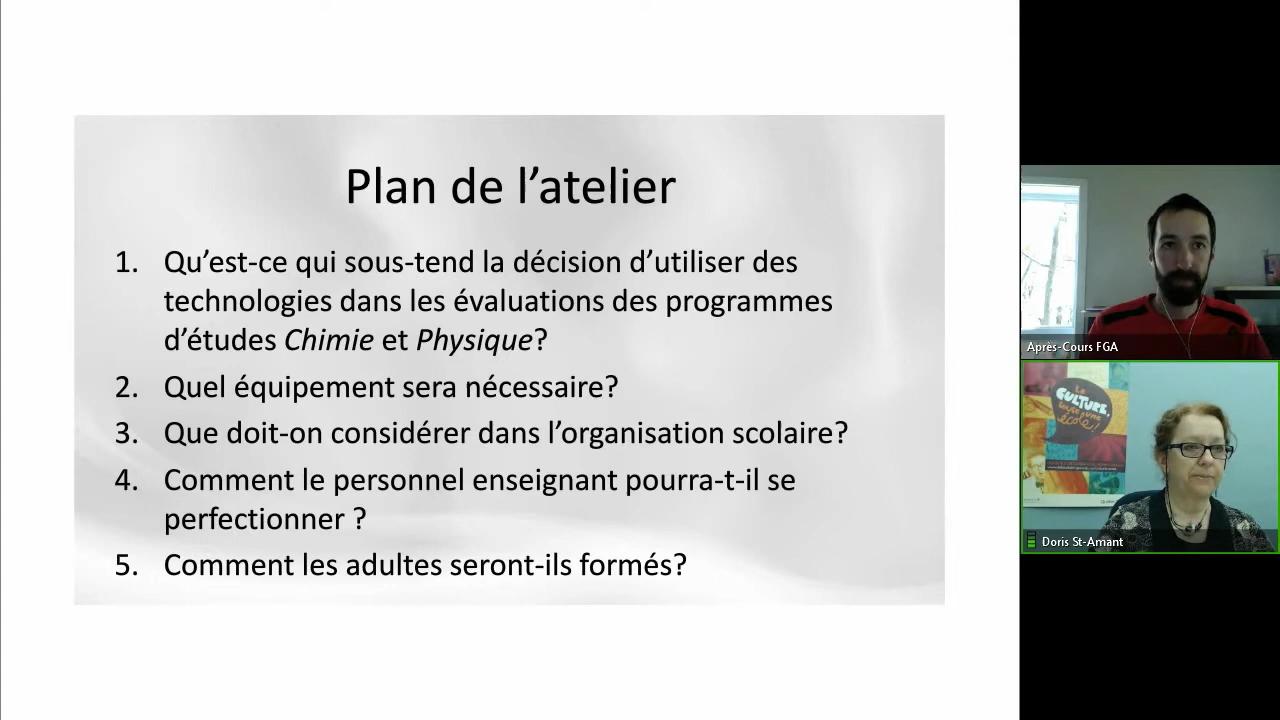 Plan de l’atelier
1. Qu’est-ce qui sous-tend la décision d’utiliser des
technologies dans les évaluations des programmes
d’études Chimie et Physique?
2. Quel équipement sera nécessaire?
3. Que doit-on considérer dans l’organisation scolaire?
4. Comment le personnel enseignant pourra-t-il se
perfectionner ?
5. Comment les adultes seront-ils formés?
Après-Cours FGA
La
CULTURE,
école!
Doris St-Amant